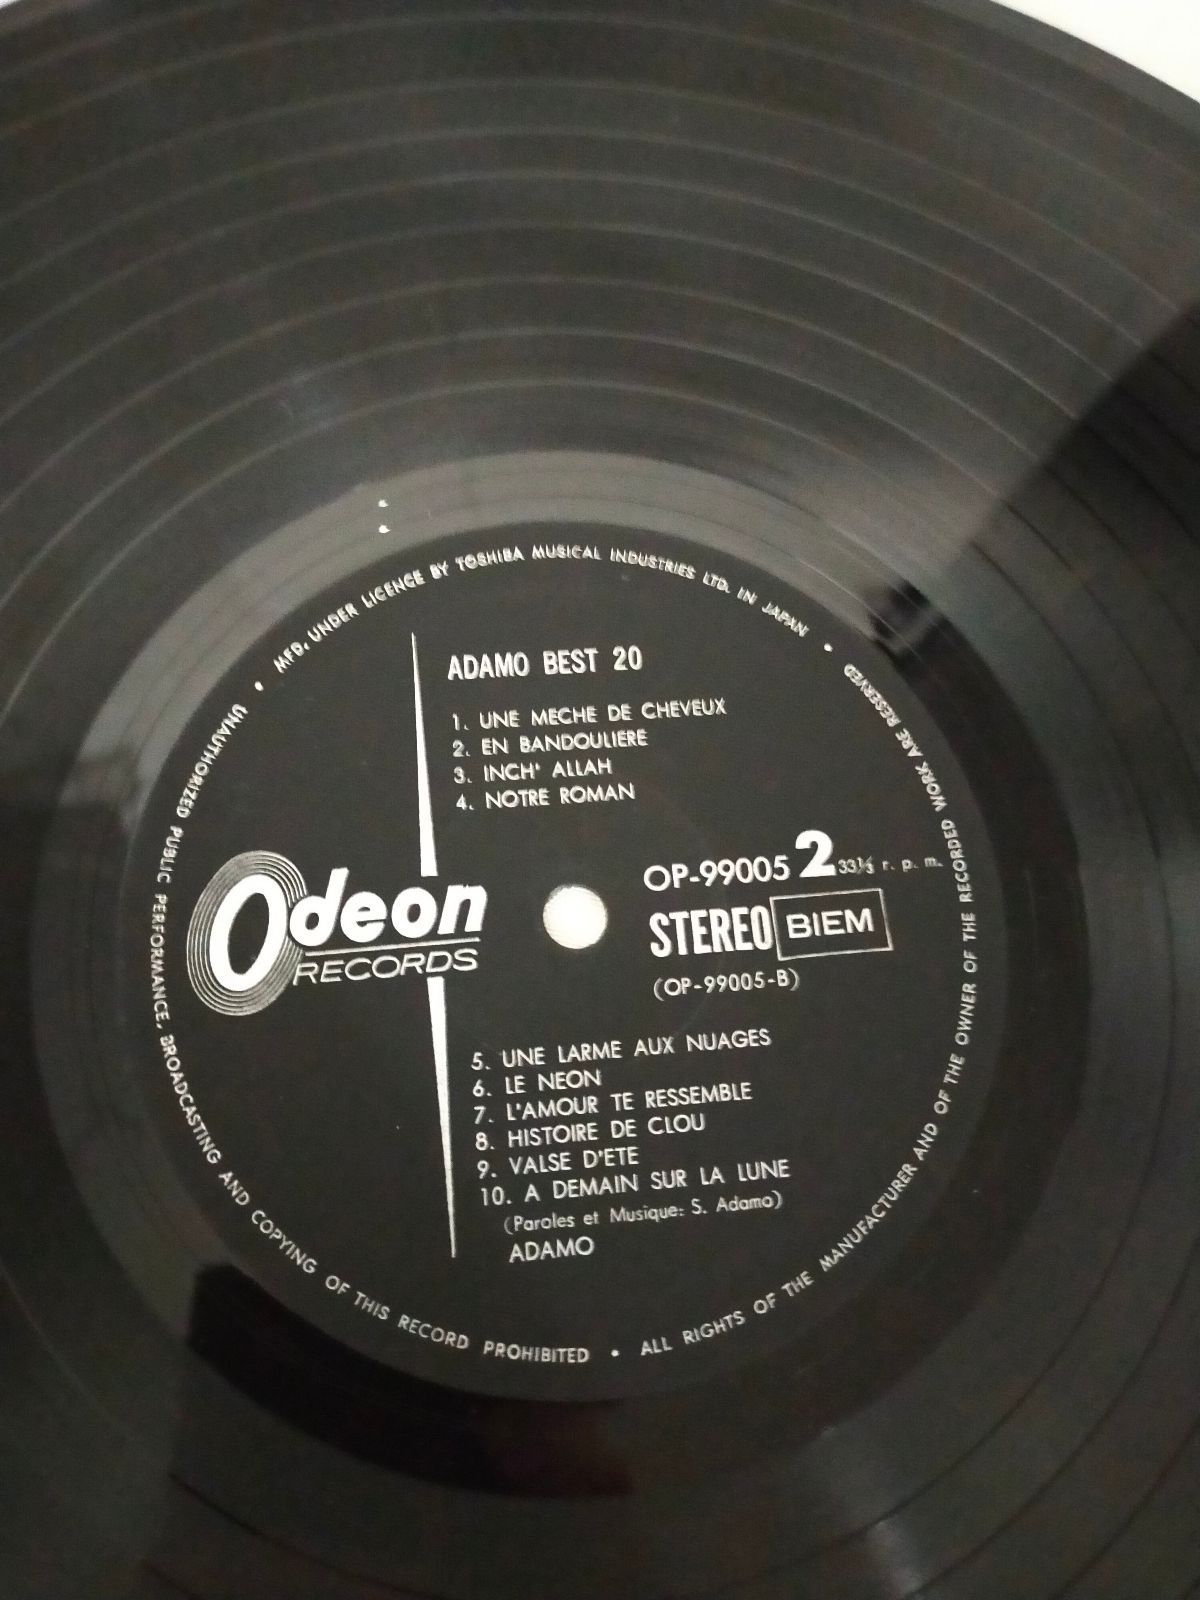 MFD. UNDER LICENCE BY TOSHIBA MUSICAL INDUSTRIES LTD. IN JAPAN •
ADAMO BEST 20
1. UNE MECHE DE CHEVEUX
2. EN BANDOULIERE
3. INCH' ALLAH
4. NOTRE ROMAN
Odeon
RECORDS
OP-99005 2 33⅓ r. p. m.
STEREO BIEM
(OP-99005-B)
5. UNE LARME AUX NUAGES
6. LE NEON
7. L'AMOUR TE RESSEMBLE
8. HISTOIRE DE CLOU
9. VALSE D'ETE
10. A DEMAIN SUR LA LUNE
(Paroles et Musique: S. Adamo)
ADAMO
ALL RIGHTS OF THE MANUFACTURER AND OF THE OWNER OF THE RECORDED WORK ARE RESERVED •
UNAUTHORIZED PUBLIC PERFORMANCE, BROADCASTING AND COPYING OF THIS RECORD PROHIBITED •